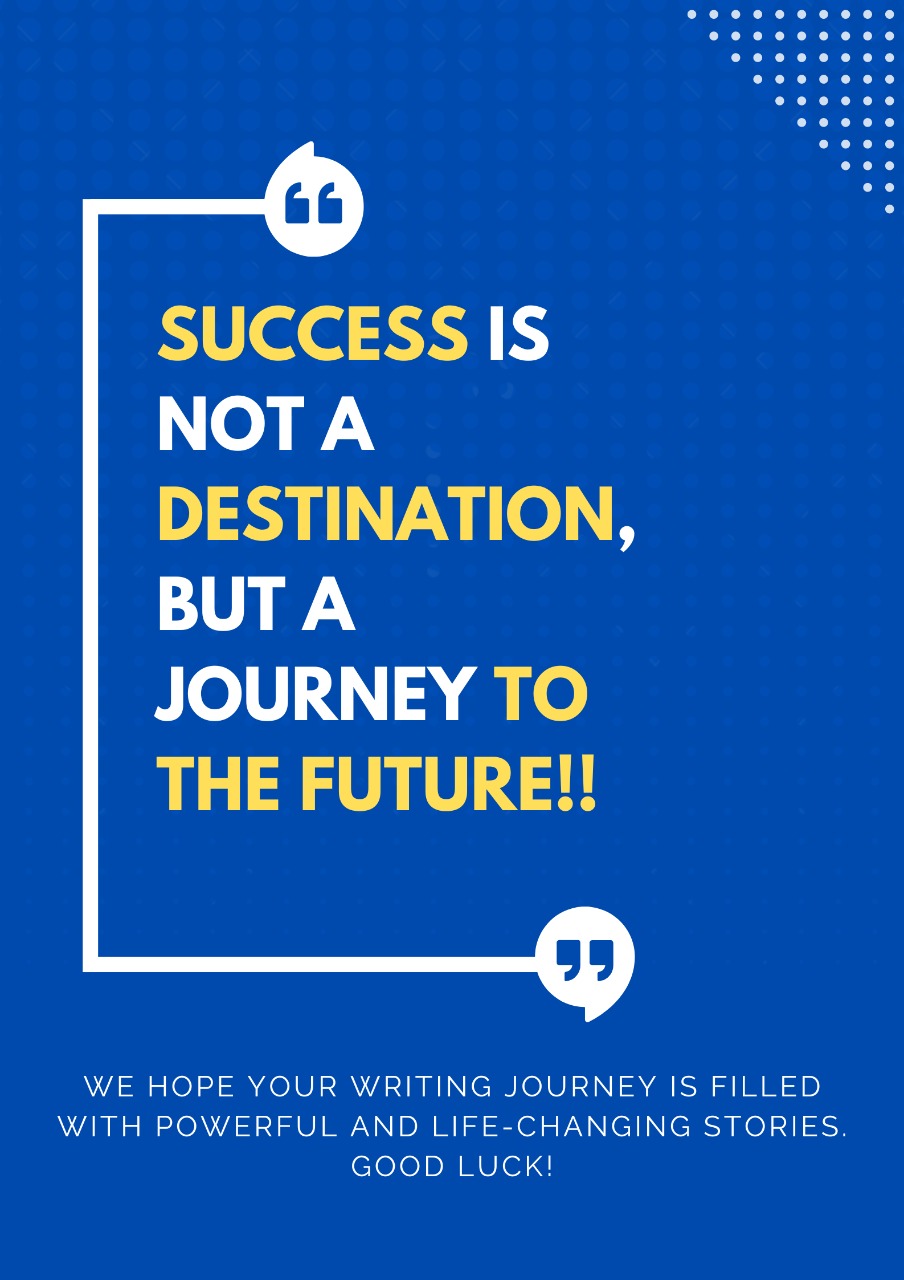 “
SUCCESS IS
NOT A
DESTINATION,
BUT A
JOURNEY TO
THE FUTURE!!
”
WE HOPE YOUR WRITING JOURNEY IS FILLED
WITH POWERFUL AND LIFE-CHANGING STORIES.
GOOD LUCK!